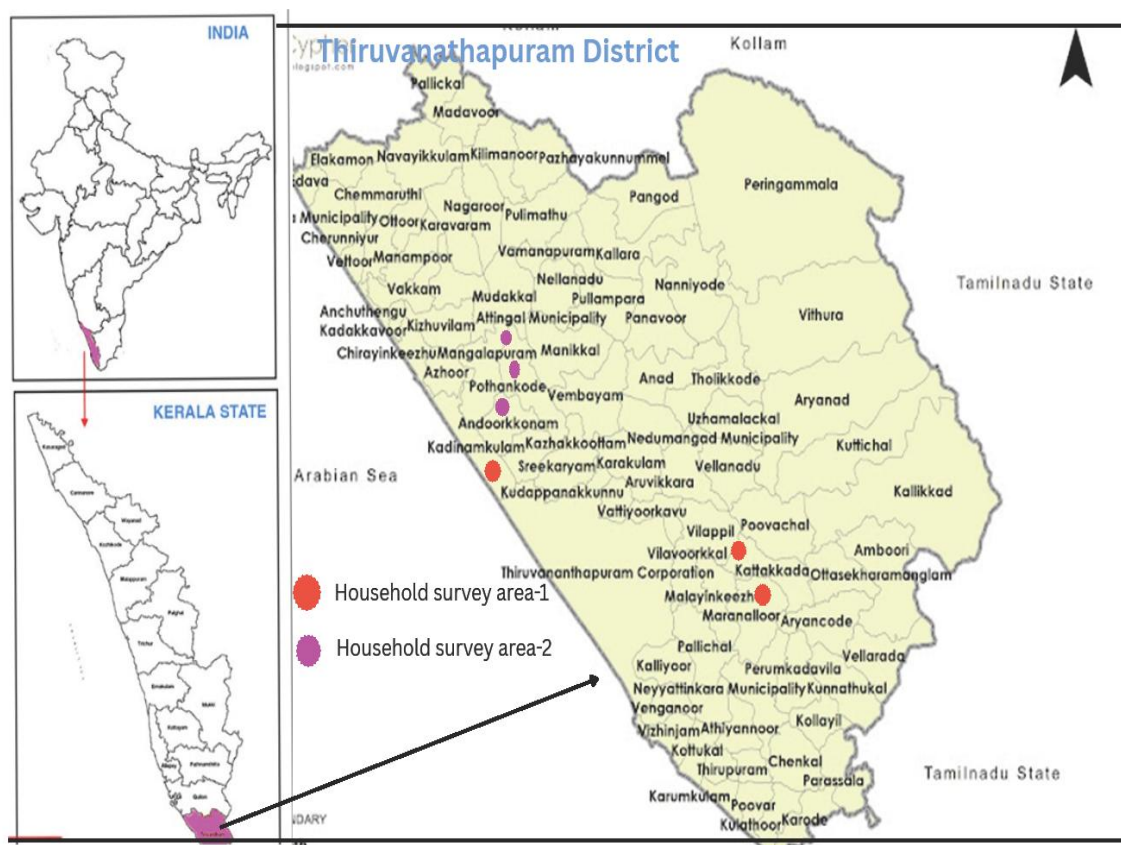 INDIA
KERALA STATE
Thiruvanathapuram District
Kollam
Pallickal
Madavoor
Elakamon Navayikkulam Kilimanoor Pazhayakunnummel
Chemmaruthi
Pangod
Peringammala
Nagaroor
Pulimathu
Municipality Ottoor Karavaram
Cherunniyur
Vettoor Manampoor
Vamanapuram Kallara
Tamilnadu State
Nellanadu
Nanniyode
Vakkam
Mudakkal
Pullampara
Anchuthengu
Attingal Municipality
Panavoor
Vithura
Kadakkavoor Kizhuvilam
Chirayinkeezhu Mangalapuram Manikkal
Azhoor
Pothankode
Vembayam
Anad
Tholikkode
Aryanad
Andoorkkonam
Uzhamalackal
Kadinamkulam Kazhakkoottam Nedumangad Municipality
Kuttichal
Arabian Sea
Sreekaryam Karakulam
Vellanadu
Kudappanakkunnu
Aruvikkara
Kallikkad
Vattiyoorkavu
Vilappil
Poovachal
Vilavoorkkal
Amboori
Thiruvananthapuram Corporation
Kattakkada Ottasekharamanglam
Household survey area-1
Malayinkeezh
Maranalloor Aryancode
Household survey area-2
Pallichal
Kalliyoor
Perumkadavila
Vellarada
Neyyattinkara Municipality Kunnathukal
Venganoor
Vizhinjam Athiyannoor
Kollayil
Kottukal
Thirupuram
Chenkal
Parassala
Tamilnadu State
Karumkulam Poovar
Kulathoor Karode
NDARY